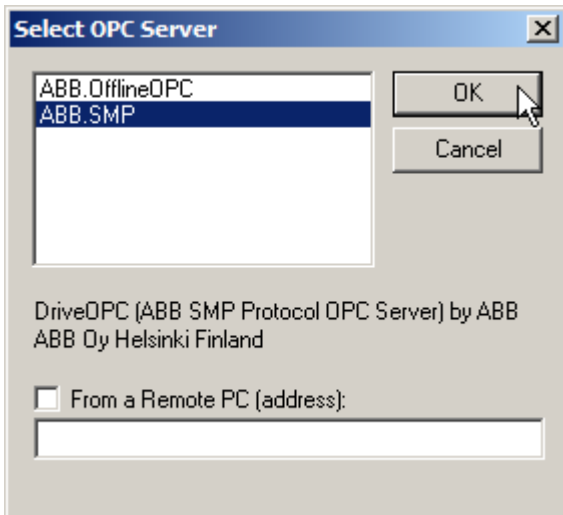 Select OPC Server
ABB.OfflineOPC
ABB.SMP
OK
Cancel
DriveOPC (ABB SMP Protocol OPC Server) by ABB
ABB Oy Helsinki Finland
From a Remote PC (address):